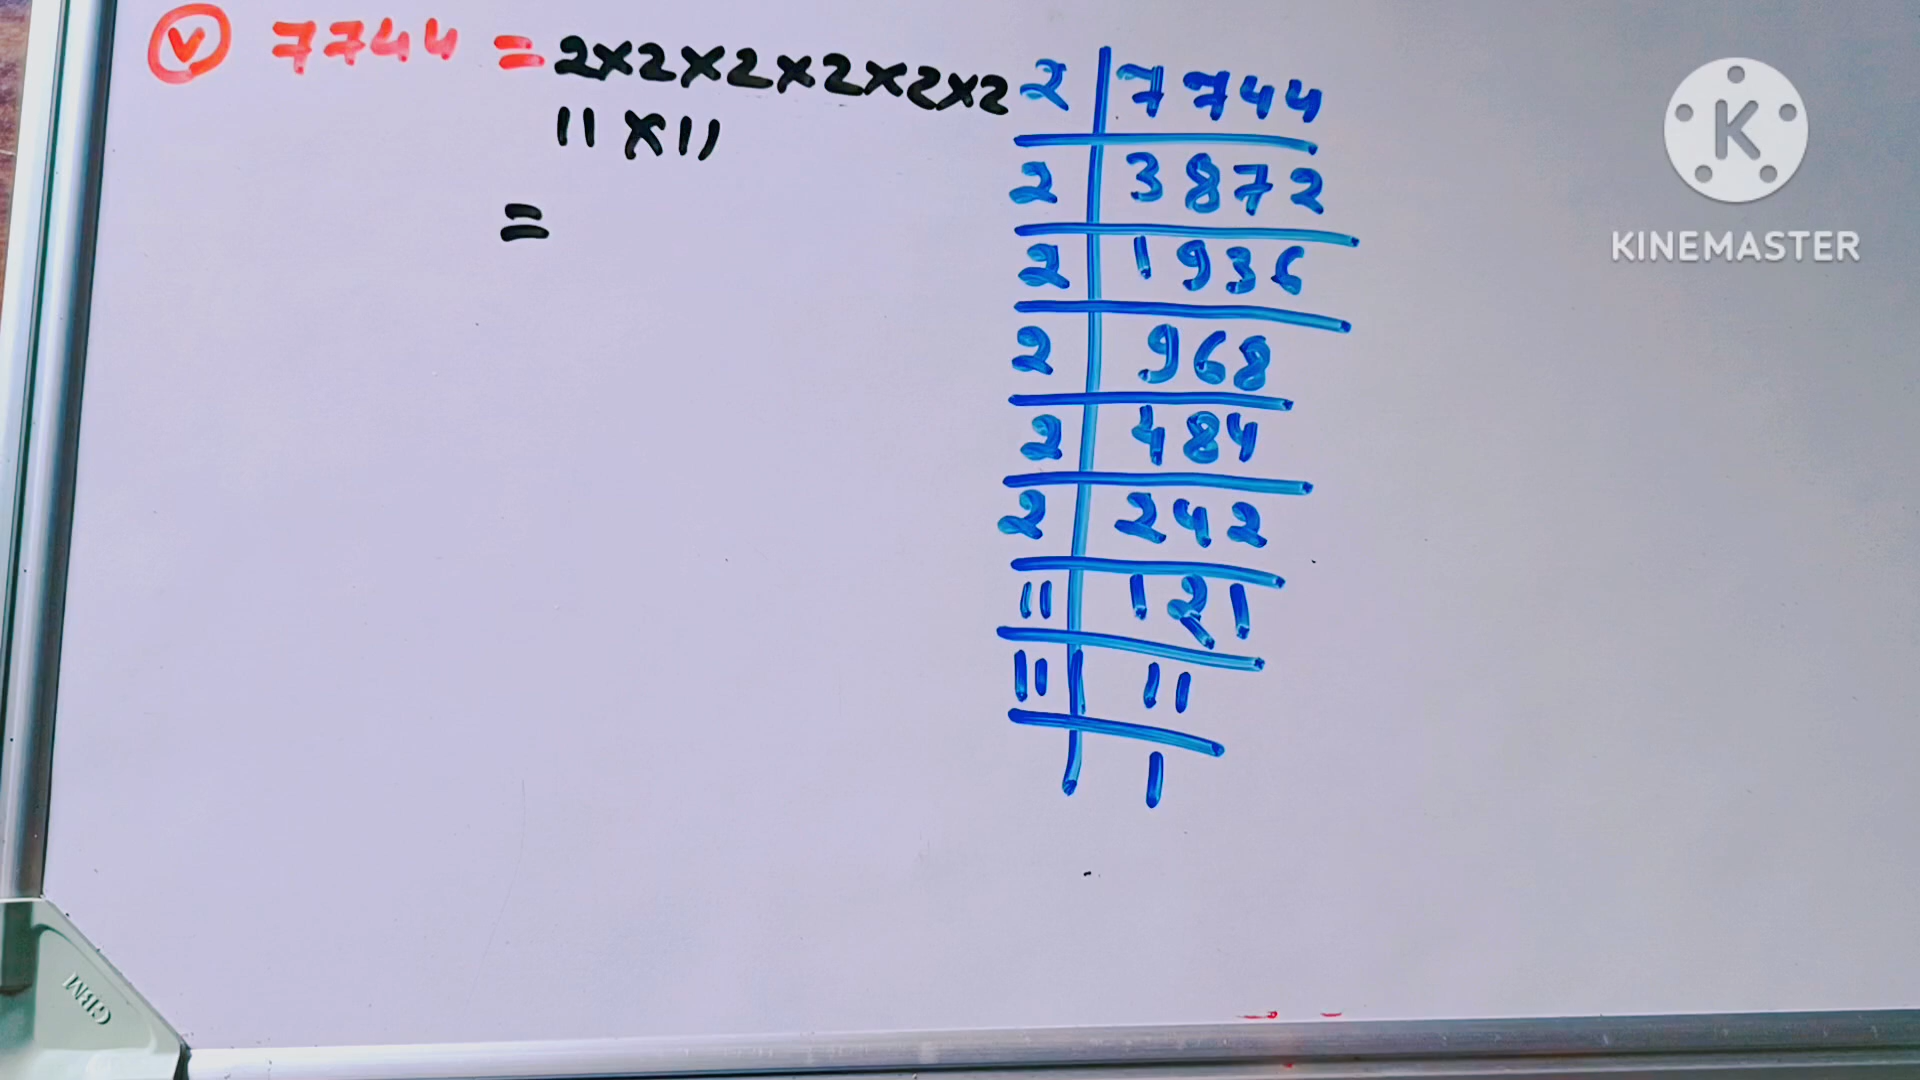 v 7744 = 2×2×2×2×2×2
11×11
=
2 | 7744
2 | 3872
2 | 1936
2 | 968
2 | 484
2 | 242
11 | 121
11 | 11
1
K
KINEMASTER
GBM